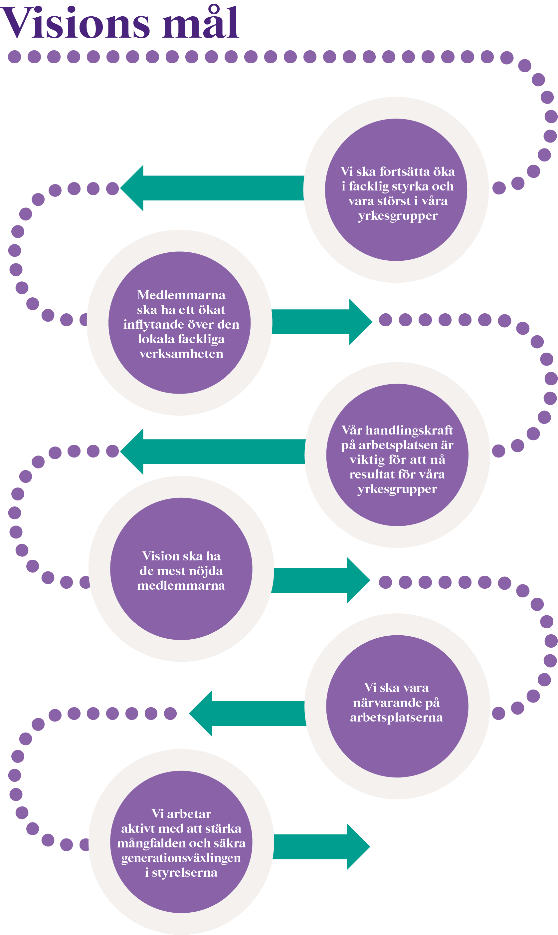 Visions mål
Vi ska fortsätta öka
i facklig styrka och
vara störst i våra
yrkesgrupper
Medlemmarna
ska ha ett ökat
inflytande över den
lokala fackliga
verksamheten
Vår handlingskraft
på arbetsplatsen är
viktig för att nå
resultat för våra
yrkesgrupper
Vision ska ha
de mest nöjda
medlemmarna
Vi ska vara
närvarande på
arbetsplatserna
Vi arbetar
aktivt med att stärka
mångfalden och säkra
generationsväxlingen
i styrelserna